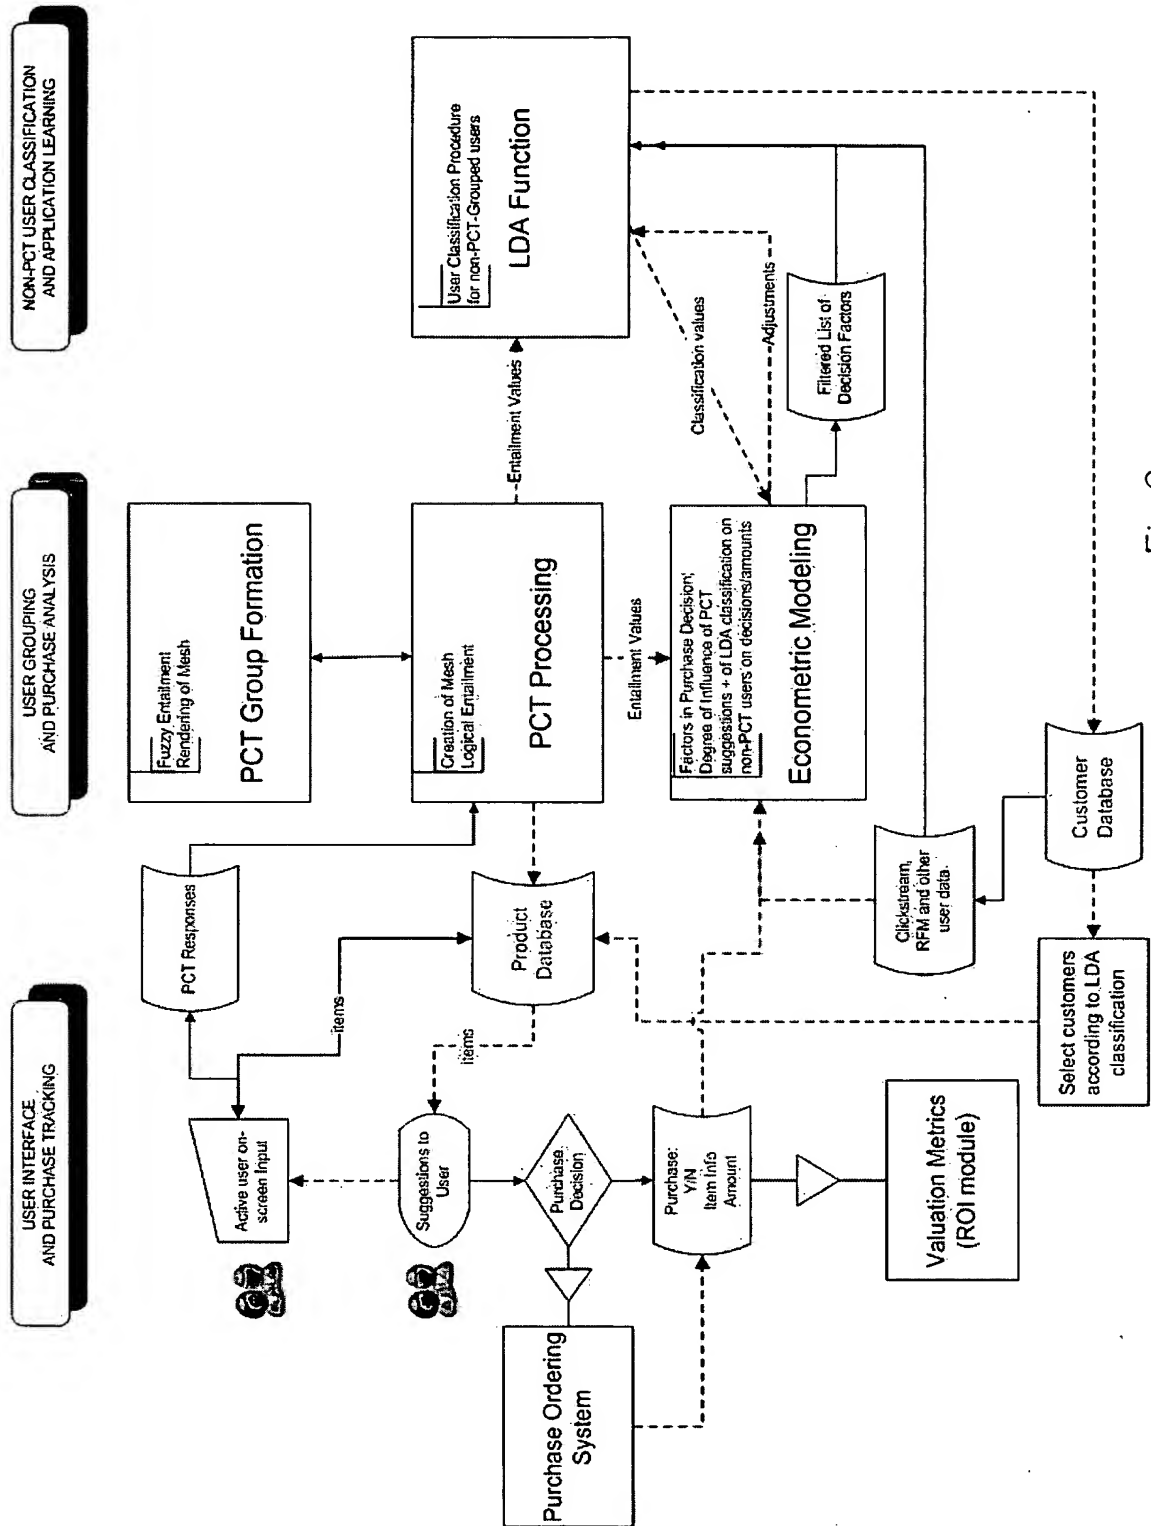 USER INTERFACE
AND PURCHASE TRACKING
USER GROUPING
AND PURCHASE ANALYSIS
NON-PCT USER CLASSIFICATION
AND APPLICATION LEARNING
Active user on-
screen Input
PCT Responses
Fuzzy Entailment
Rendering of Mesh
PCT Group Formation
items
Suggestions to
User
items
Product
Database
Creation of Mesh
Logical Entailment
PCT Processing
Entailment Values
User Classification Procedure
for non-PCT-Grouped users
LDA Function
Purchase Ordering
System
Purchase
Decision
Entailment Values
Purchase:
Y/N
Item Info
Amount
Factors in Purchase Decision;
Degree of Influence of PCT
suggestions + of LDA classification on
non-PCT users on decisions/amounts
Econometric Modeling
Classification values
Adjustments
Filtered List of
Decision Factors
Clickstream,
RFM and other
user data.
Valuation Metrics
(ROI module)
Select customers
according to LDA
classification
Customer
Database